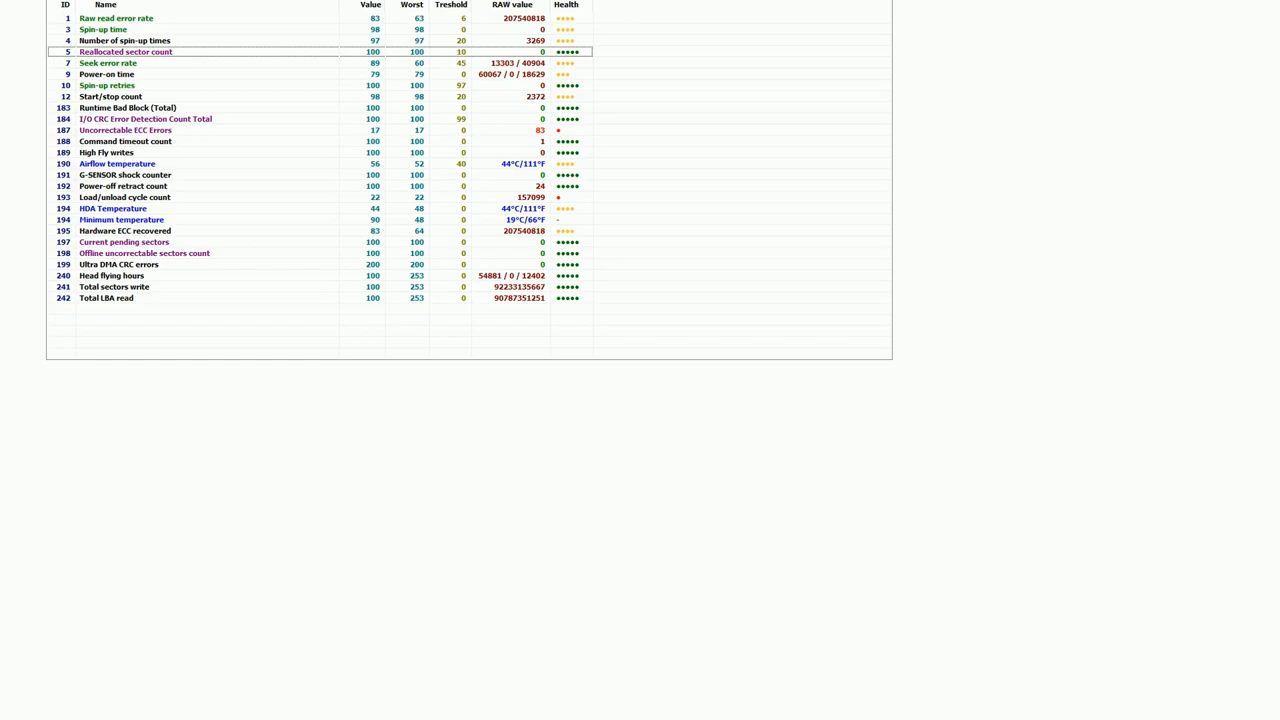 ID Name Value Worst Treshold RAW value Health
1 Raw read error rate 83 63 6 207540818
3 Spin-up time 98 98 0 0
4 Number of spin-up times 97 97 20 3269
5 Reallocated sector count 100 100 10 0
7 Seek error rate 89 60 45 13303 / 40904
9 Power-on time 79 79 0 60067 / 0 / 18629
10 Spin-up retries 100 100 97 0
12 Start/stop count 98 98 20 2372
183 Runtime Bad Block (Total) 100 100 0 0
184 I/O CRC Error Detection Count Total 100 100 99 0
187 Uncorrectable ECC Errors 17 17 0 83
188 Command timeout count 100 100 0 1
189 High Fly writes 100 100 0 0
190 Airflow temperature 56 52 40 44°C/111°F
191 G-SENSOR shock counter 100 100 0 0
192 Power-off retract count 100 100 0 24
193 Load/unload cycle count 22 22 0 157099
194 HDA Temperature 44 48 0 44°C/111°F
194 Minimum temperature 90 48 0 19°C/66°F -
195 Hardware ECC recovered 83 64 0 207540818
197 Current pending sectors 100 100 0 0
198 Offline uncorrectable sectors count 100 100 0 0
199 Ultra DMA CRC errors 200 200 0 0
240 Head flying hours 100 253 0 54881 / 0 / 12402
241 Total sectors write 100 253 0 92233135667
242 Total LBA read 100 253 0 90787351251